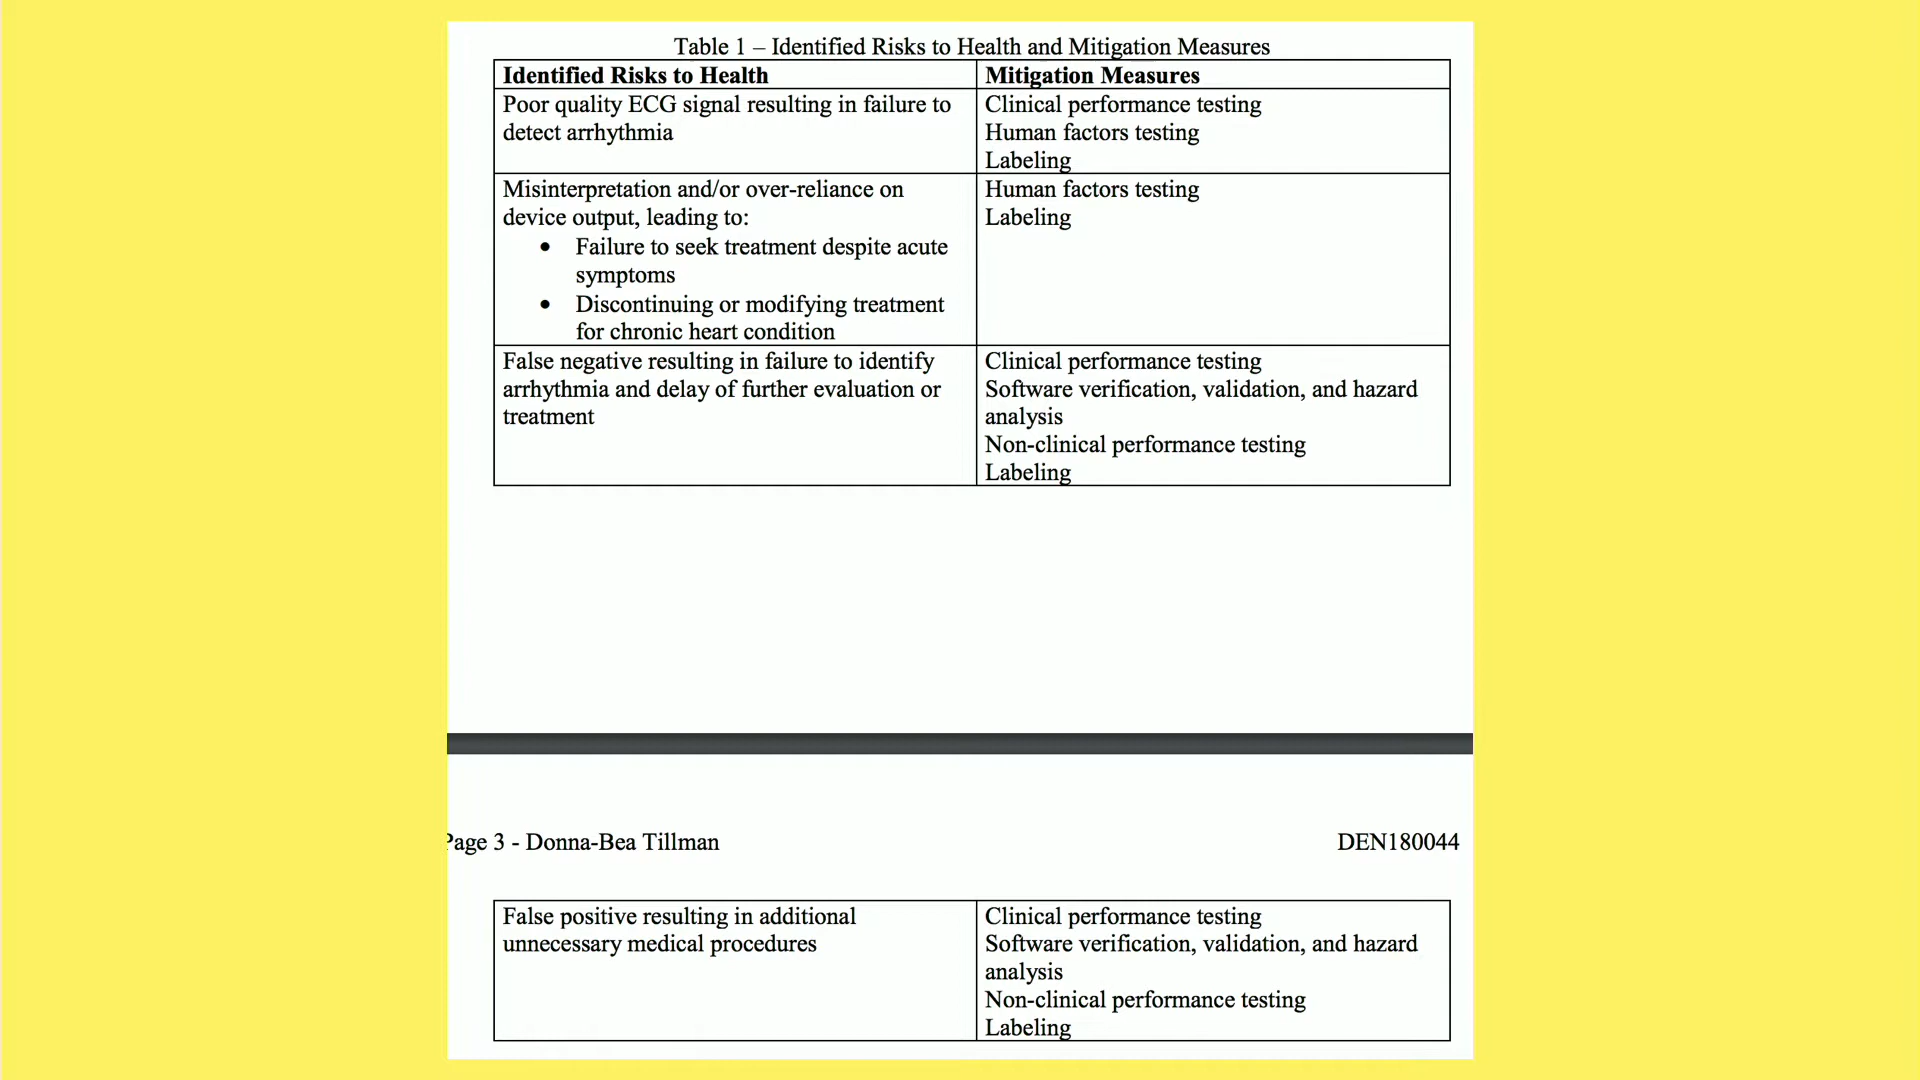 Table 1 – Identified Risks to Health and Mitigation Measures
Identified Risks to Health
Mitigation Measures
Poor quality ECG signal resulting in failure to
detect arrhythmia
Clinical performance testing
Human factors testing
Labeling
Misinterpretation and/or over-reliance on
device output, leading to:
• Failure to seek treatment despite acute
symptoms
• Discontinuing or modifying treatment
for chronic heart condition
Human factors testing
Labeling
False negative resulting in failure to identify
arrhythmia and delay of further evaluation or
treatment
Clinical performance testing
Software verification, validation, and hazard
analysis
Non-clinical performance testing
Labeling
Page 3 - Donna-Bea Tillman
DEN180044
False positive resulting in additional
unnecessary medical procedures
Clinical performance testing
Software verification, validation, and hazard
analysis
Non-clinical performance testing
Labeling